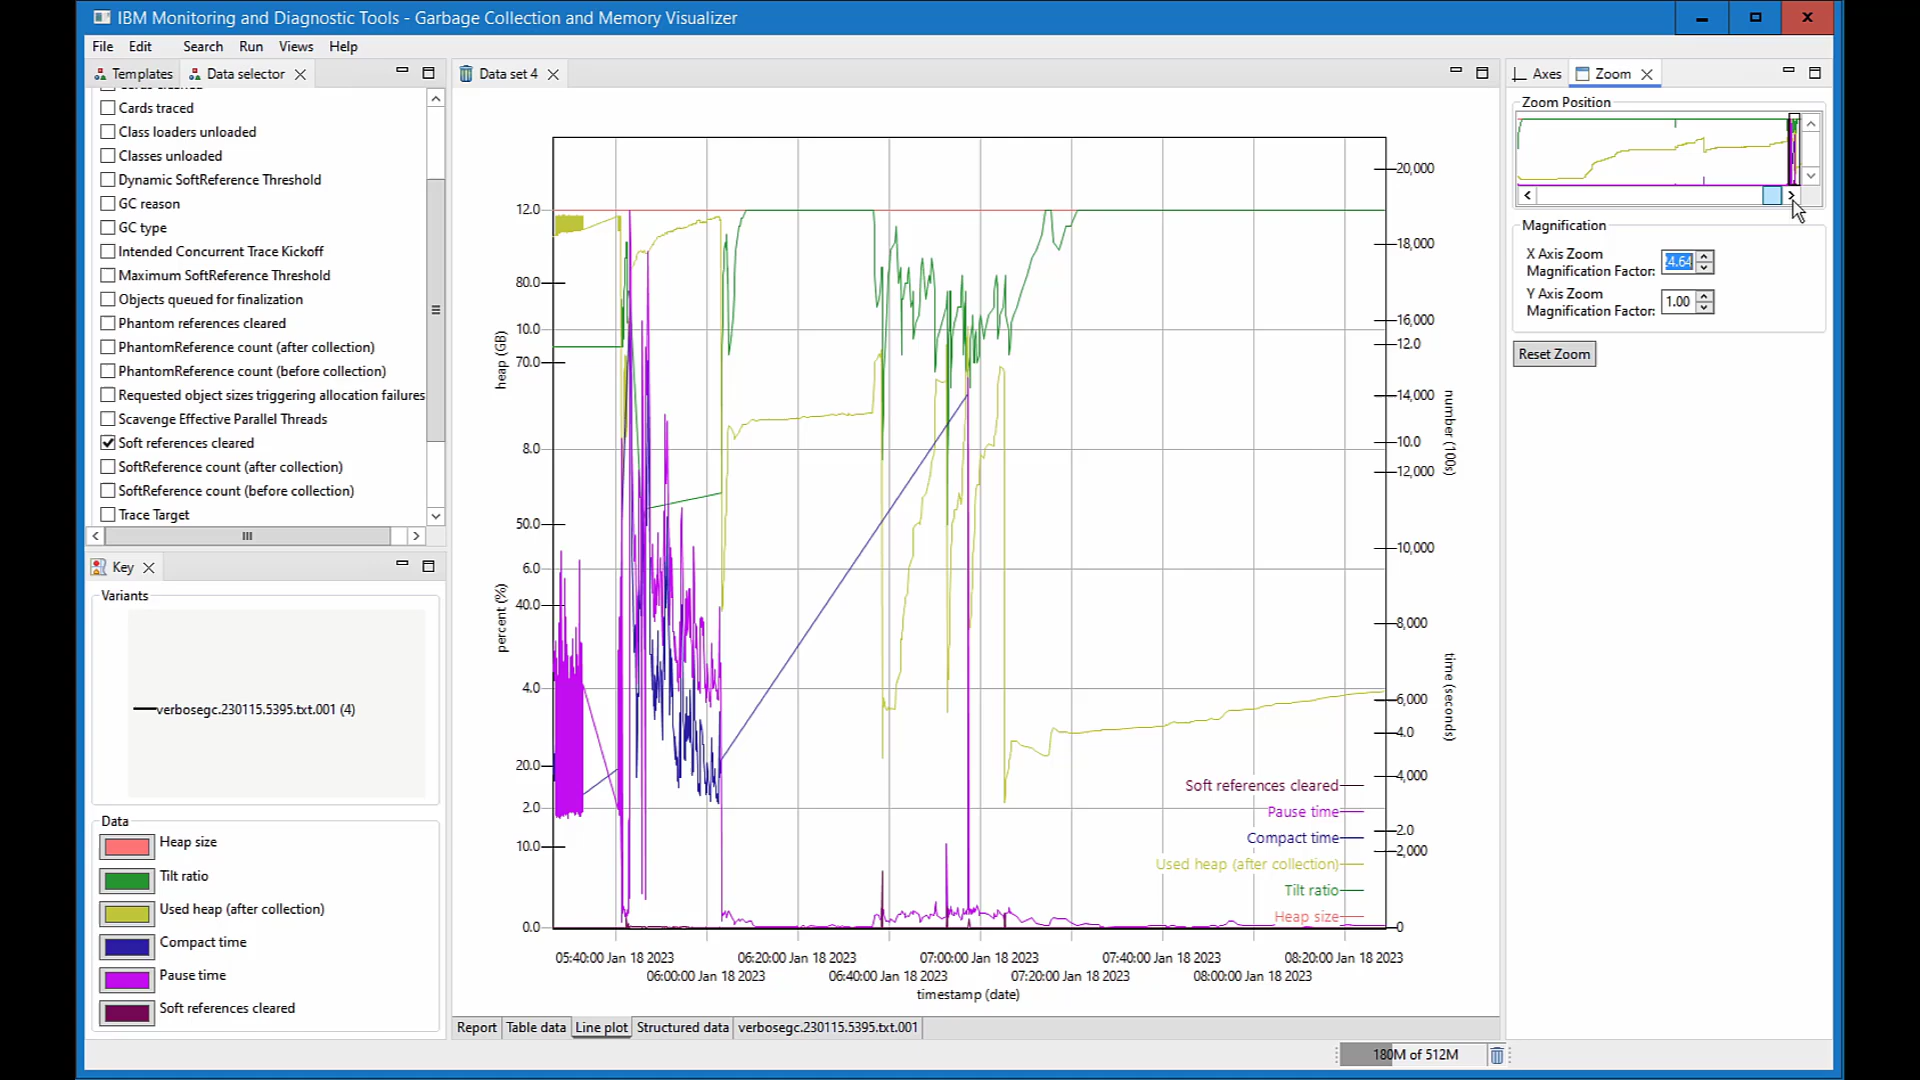 IBM Monitoring and Diagnostic Tools - Garbage Collection and Memory Visualizer
File Edit Search Run Views Help
Templates Data selector
Cards traced
Class loaders unloaded
Classes unloaded
Dynamic SoftReference Threshold
GC reason
GC type
Intended Concurrent Trace Kickoff
Maximum SoftReference Threshold
Objects queued for finalization
Phantom references cleared
PhantomReference count (after collection)
PhantomReference count (before collection)
Requested object sizes triggering allocation failures
Scavenge Effective Parallel Threads
Soft references cleared
SoftReference count (after collection)
SoftReference count (before collection)
Trace Target
Key
Variants
verbosegc.230115.5395.txt.001 (4)
Data
Heap size
Tilt ratio
Used heap (after collection)
Compact time
Pause time
Soft references cleared
Data set 4
12.0
80.0
10.0
70.0
8.0
50.0
6.0
40.0
4.0
20.0
2.0
10.0
0.0
heap (GB)
percent (%)
20,000
18,000
16,000
12.0
14,000
10.0
12,000
10,000
8,000
6,000
4.0
4,000
2.0
2,000
0
number (100s)
time (seconds)
Soft references cleared
Pause time
Compact time
Used heap (after collection)
Tilt ratio
Heap size
05:40:00 Jan 18 2023 06:20:00 Jan 18 2023 07:00:00 Jan 18 2023 07:40:00 Jan 18 2023 08:20:00 Jan 18 2023
06:00:00 Jan 18 2023 06:40:00 Jan 18 2023 07:20:00 Jan 18 2023 08:00:00 Jan 18 2023
timestamp (date)
Report Table data Line plot Structured data verbosegc.230115.5395.txt.001
Axes Zoom
Zoom Position
Magnification
X Axis Zoom
Magnification Factor:
Y Axis Zoom
Magnification Factor: 1.00
Reset Zoom
180M of 512M